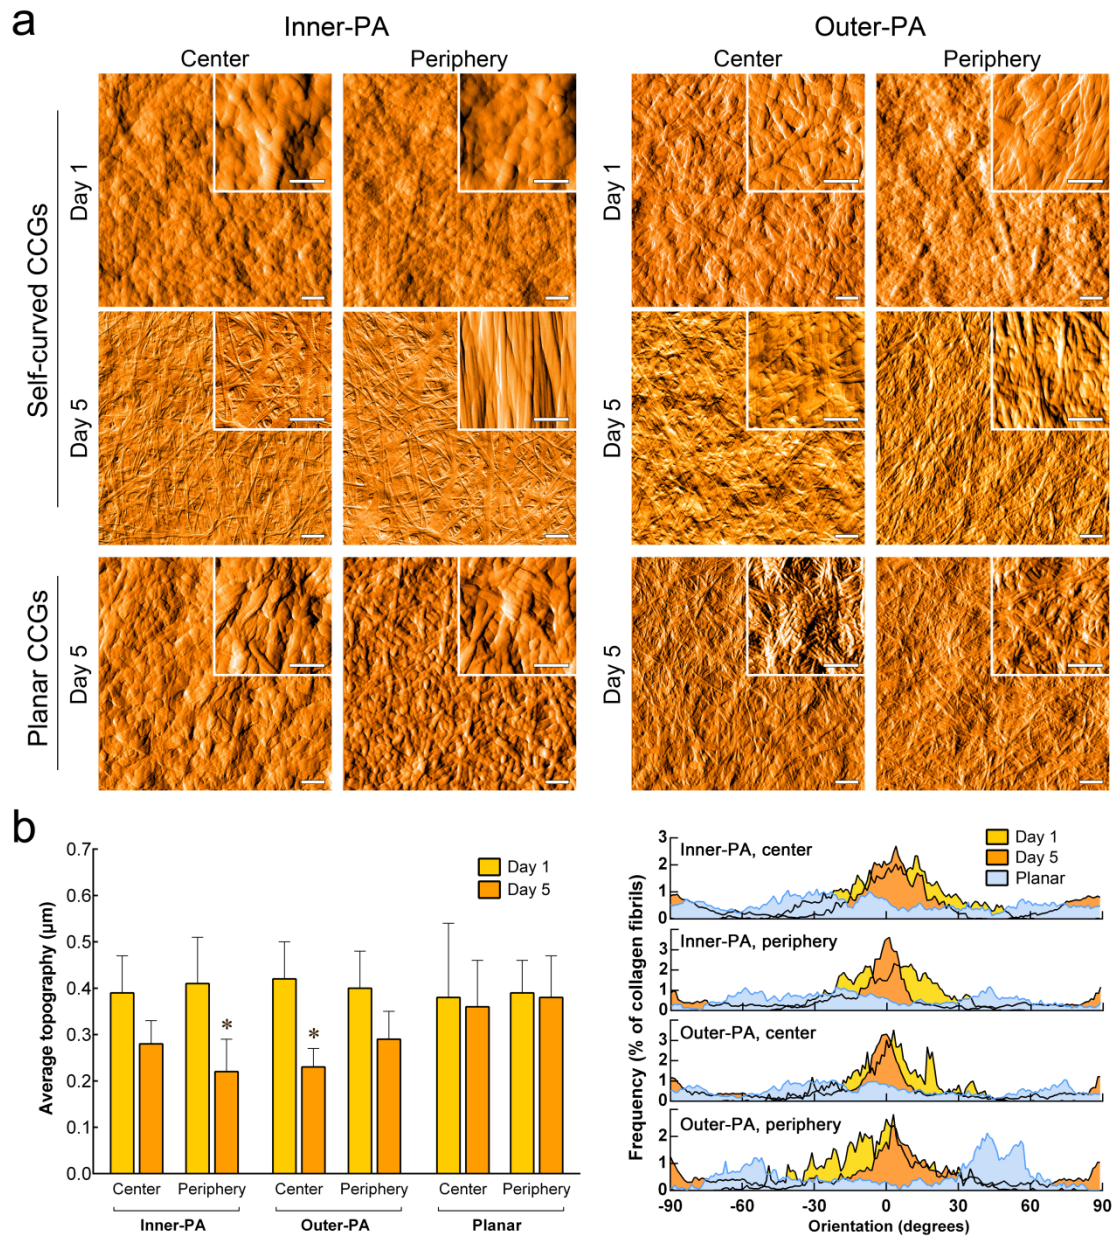 a
Inner-PA
Outer-PA
Center
Periphery
Center
Periphery
Self-curved CCGs
Day 1
Day 1
Day 5
Day 5
Planar CCGs
Day 5
Day 5
b
Average topography (µm)
0.7
0.6
0.5
0.4
0.3
0.2
0.1
0.0
Day 1
Day 5
*
*
Center Periphery Center Periphery Center Periphery
Inner-PA Outer-PA Planar
Frequency (% of collagen fibrils)
Day 1
Day 5
Planar
Inner-PA, center
3
2
1
0
Inner-PA, periphery
3
2
1
0
Outer-PA, center
3
2
1
0
Outer-PA, periphery
2
1
0
-90 -60 -30 0 30 60 90
Orientation (degrees)